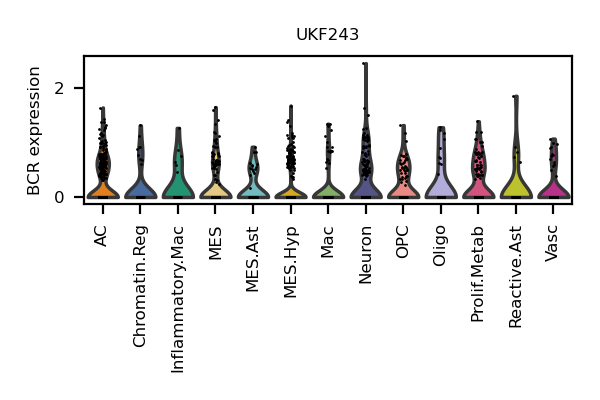 UKF243
BCR expression
2
0
AC
Chromatin.Reg
Inflammatory.Mac
MES
MES.Ast
MES.Hyp
Mac
Neuron
OPC
Oligo
Prolif.Metab
Reactive.Ast
Vasc